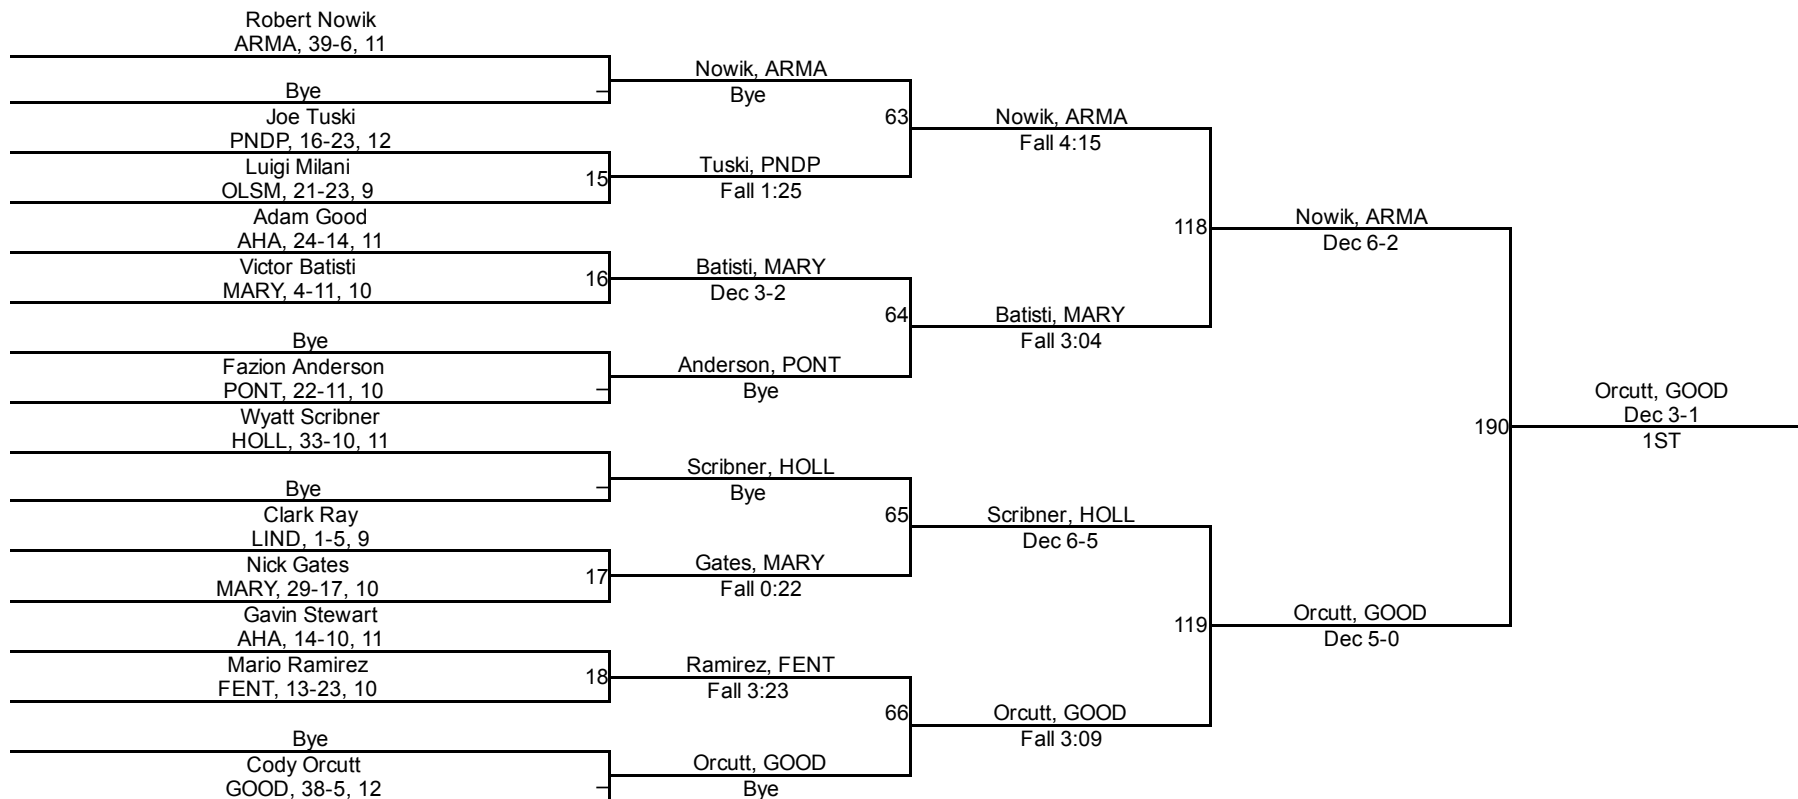 Robert Nowik
ARMA, 39-6, 11
Bye
Joe Tuski
PNDP, 16-23, 12
Luigi Milani
OLSM, 21-23, 9
Adam Good
AHA, 24-14, 11
Victor Batisti
MARY, 4-11, 10
Bye
Fazion Anderson
PONT, 22-11, 10
Wyatt Scribner
HOLL, 33-10, 11
Bye
Clark Ray
LIND, 1-5, 9
Nick Gates
MARY, 29-17, 10
Gavin Stewart
AHA, 14-10, 11
Mario Ramirez
FENT, 13-23, 10
Bye
Cody Orcutt
GOOD, 38-5, 12
–
15
16
–
–
17
18
–
Nowik, ARMA
Bye
Tuski, PNDP
Fall 1:25
Batisti, MARY
Dec 3-2
Anderson, PONT
Bye
Scribner, HOLL
Bye
Gates, MARY
Fall 0:22
Ramirez, FENT
Fall 3:23
Orcutt, GOOD
Bye
63
64
65
66
Nowik, ARMA
Fall 4:15
Batisti, MARY
Fall 3:04
Scribner, HOLL
Dec 6-5
Orcutt, GOOD
Fall 3:09
118
119
Nowik, ARMA
Dec 6-2
Orcutt, GOOD
Dec 5-0
190
Orcutt, GOOD
Dec 3-1
1ST